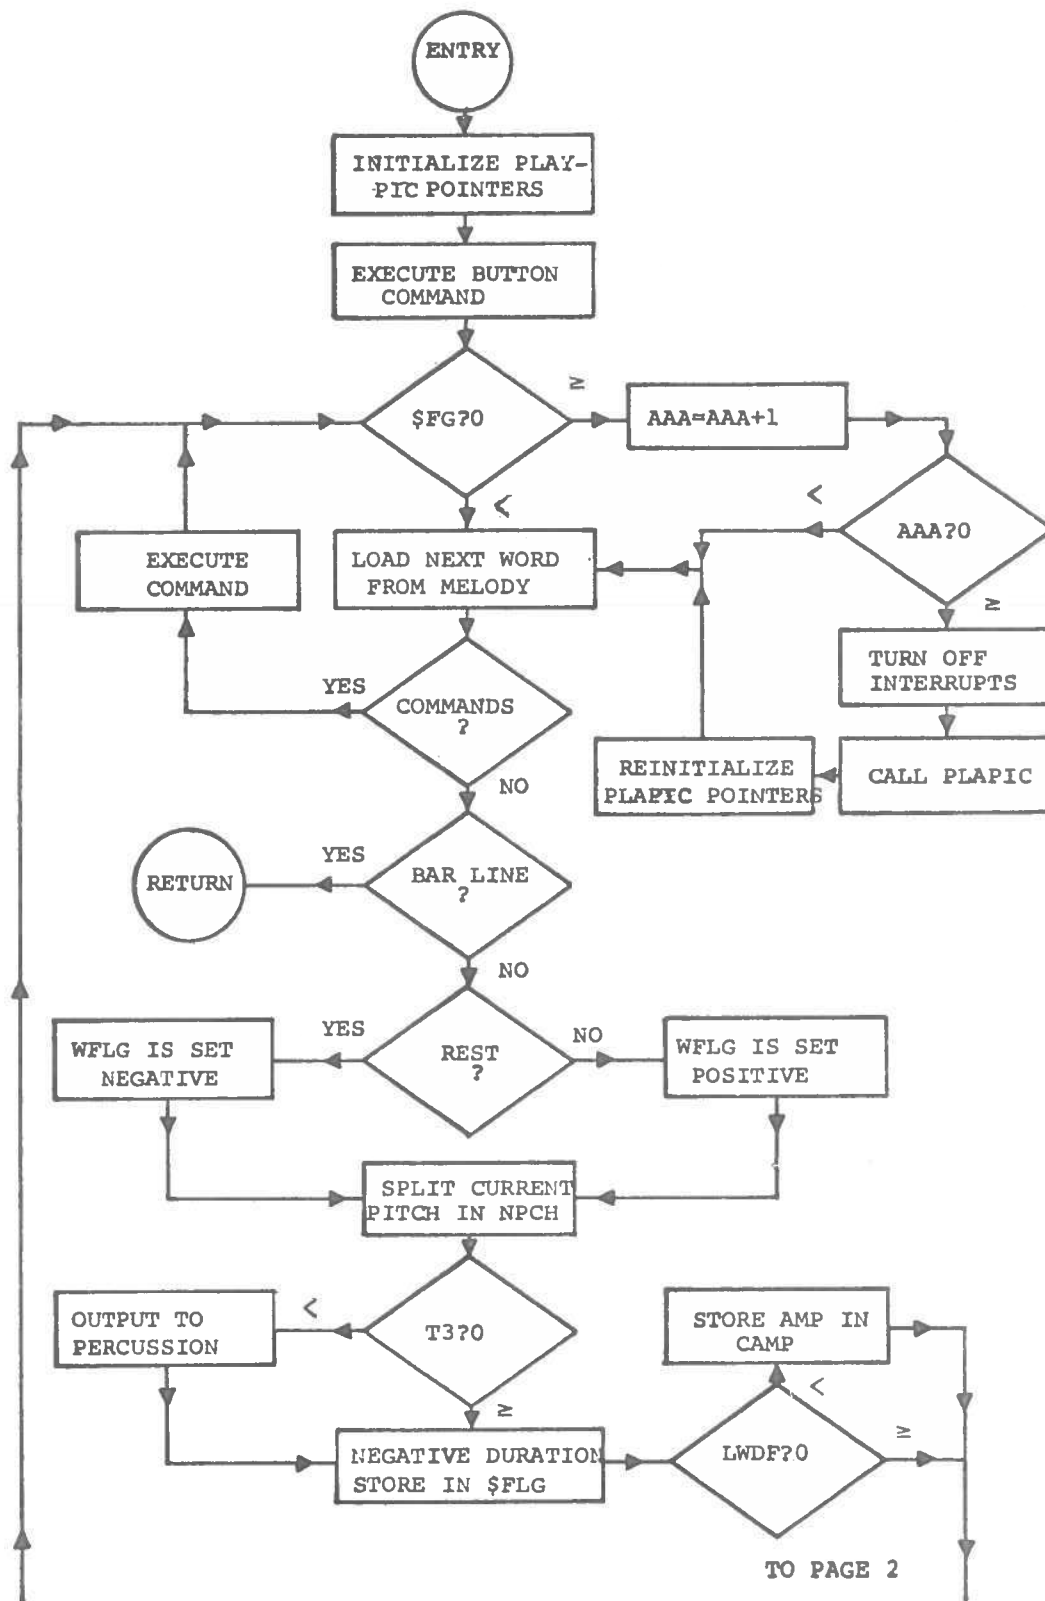 ENTRY
INITIALIZE PLAY-
PIC POINTERS
EXECUTE BUTTON
COMMAND
$FG?0
≥
AAA=AAA+1
<
AAA?0
<
EXECUTE
COMMAND
LOAD NEXT WORD
FROM MELODY
≥
TURN OFF
INTERRUPTS
YES
COMMANDS
?
REINITIALIZE
PLAPIC POINTERS
CALL PLAPIC
NO
YES
RETURN
BAR LINE
?
NO
WFLG IS SET
NEGATIVE
YES
REST
?
NO
WFLG IS SET
POSITIVE
SPLIT CURRENT
PITCH IN NPCH
OUTPUT TO
PERCUSSION
<
T3?0
STORE AMP IN
CAMP
<
≥
NEGATIVE DURATION
STORE IN $FLG
LWDF?0
≥
TO PAGE 2